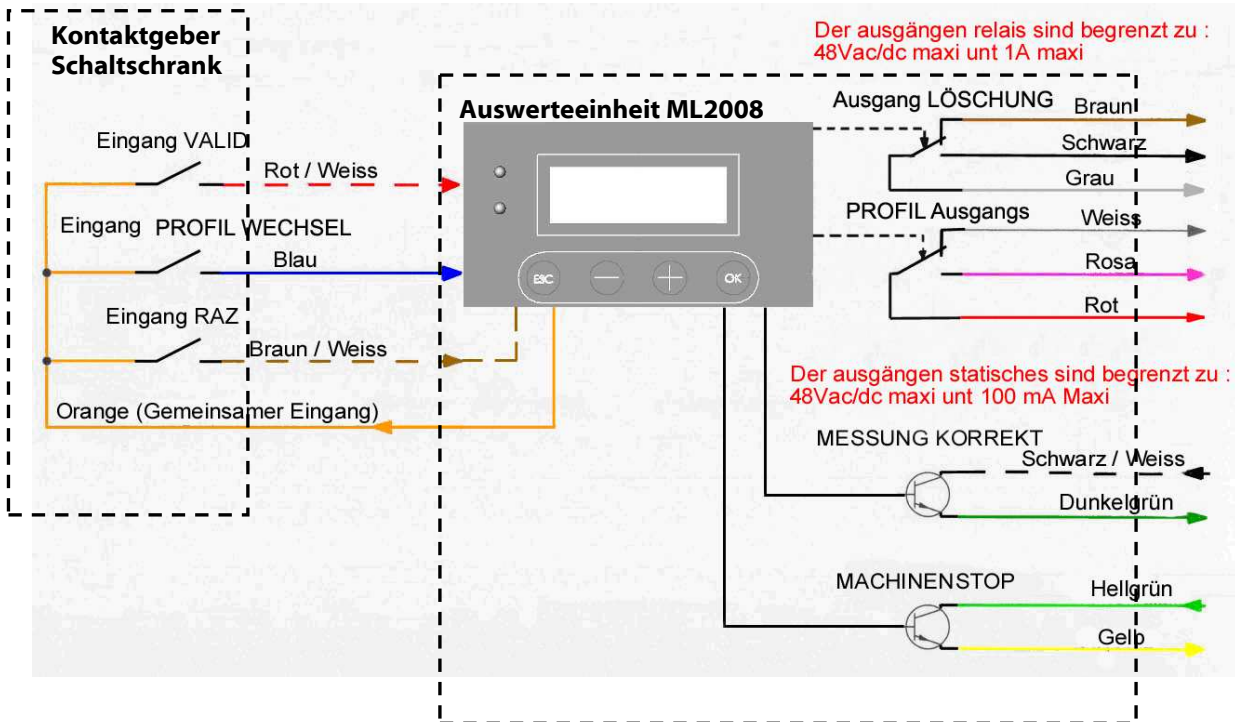 Kontaktgeber
Schaltschrank
Der ausgängen relais sind begrenzt zu :
48Vac/dc maxi unt 1A maxi
Auswerteeinheit ML2008
Ausgang LÖSCHUNG
Braun
Schwarz
Grau
Eingang VALID
Rot / Weiss
Eingang PROFIL WECHSEL
Blau
Eingang RAZ
Braun / Weiss
Orange (Gemeinsamer Eingang)
ESC
OK
PROFIL Ausgangs
Weiss
Rosa
Rot
Der ausgängen statisches sind begrenzt zu :
48Vac/dc maxi unt 100 mA Maxi
MESSUNG KORREKT
Schwarz / Weiss
Dunkelgrün
MACHINENSTOP
Hellgrün
Gelb